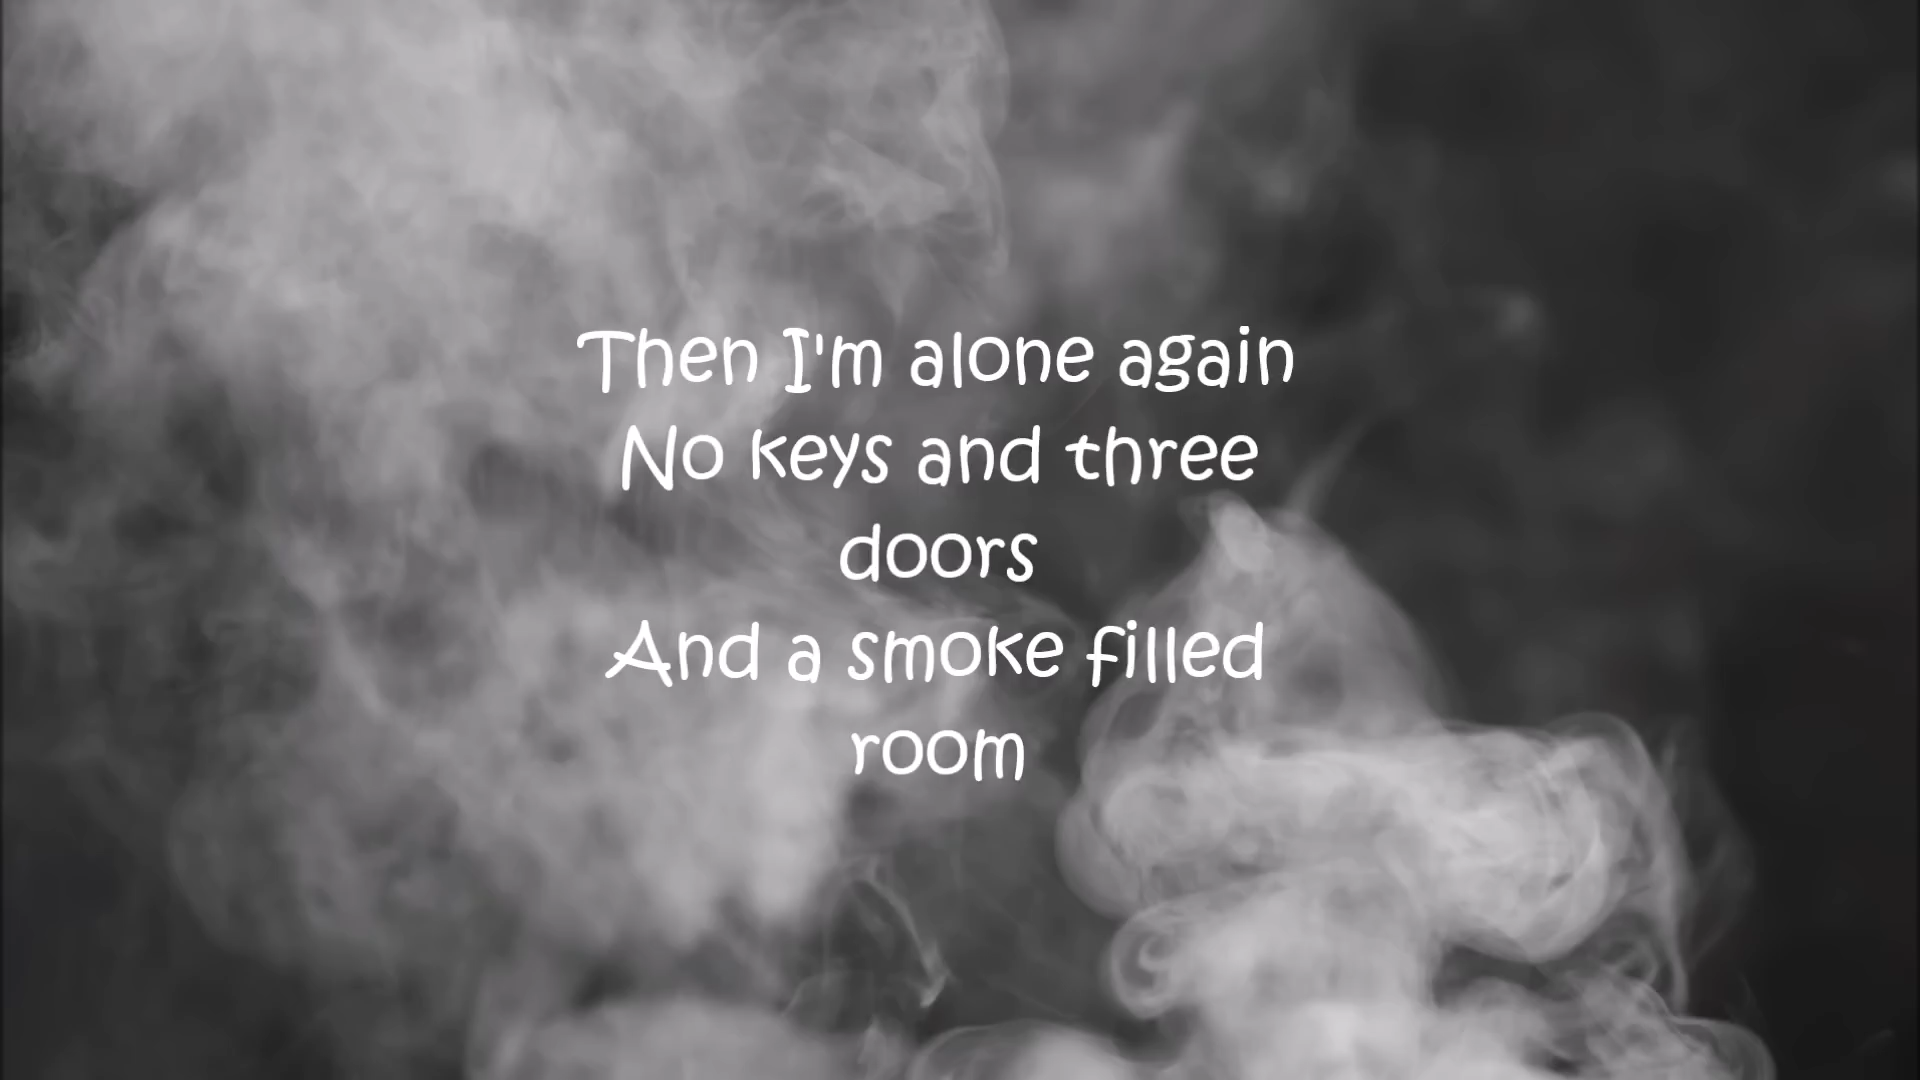 Then I'm alone again
No keys and three
doors
And a smoke filled
room